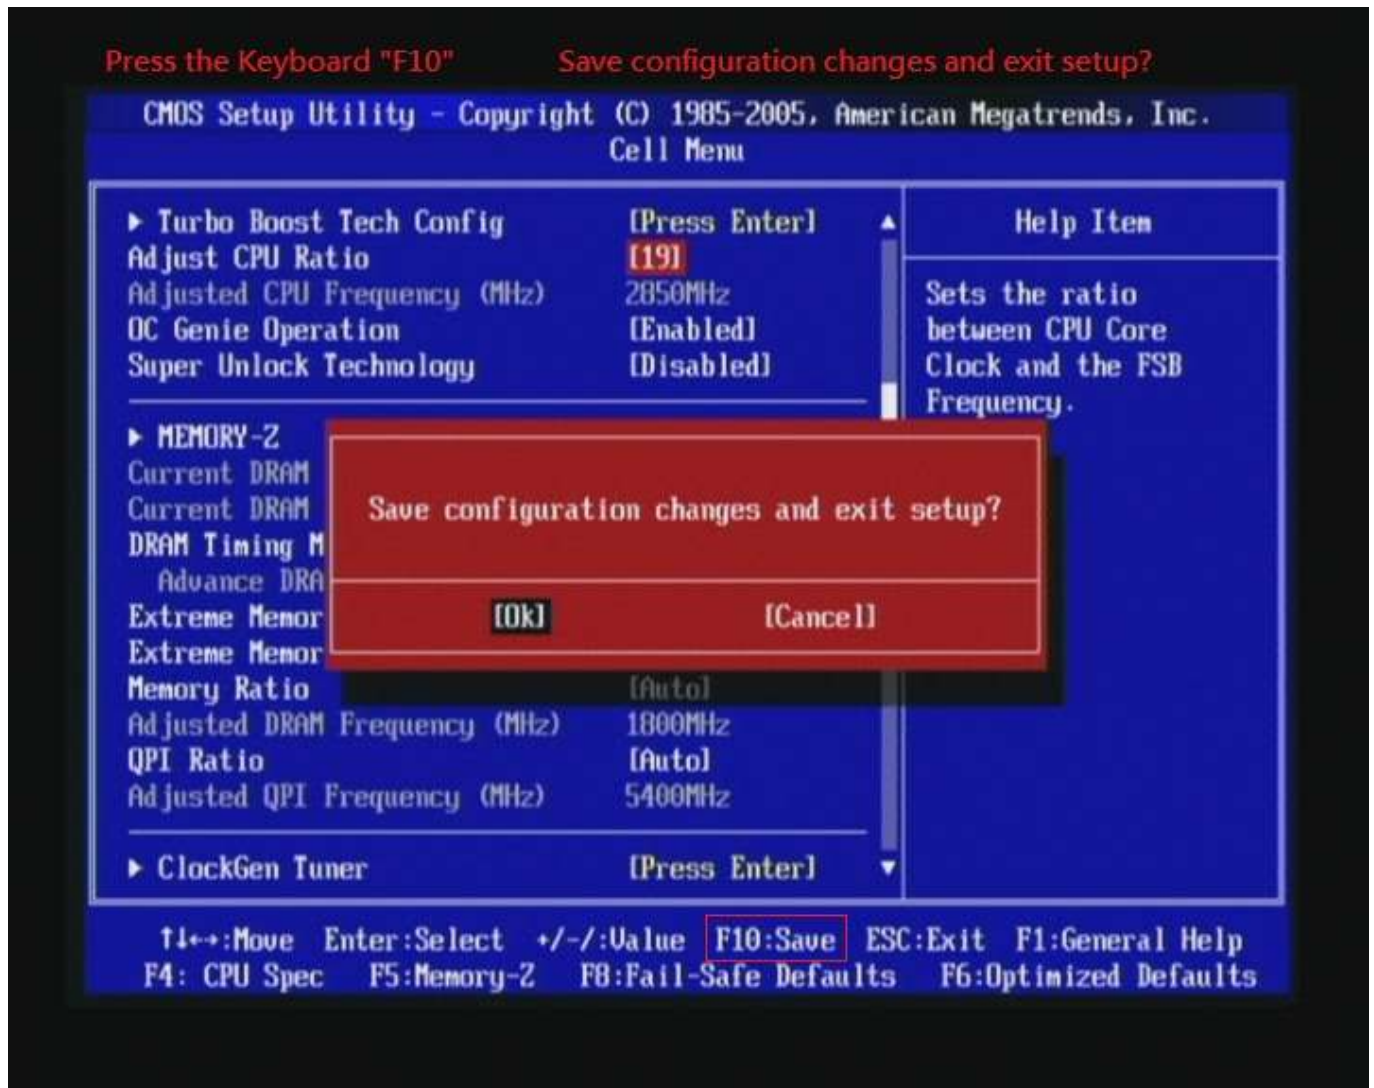 Press the Keyboard "F10" Save configuration changes and exit setup?
CMOS Setup Utility - Copyright (C) 1985-2005, American Megatrends, Inc.
Cell Menu
▶ Turbo Boost Tech Config [Press Enter]
Adjust CPU Ratio [19]
Adjusted CPU Frequency (MHz) 2850MHz
OC Genie Operation [Enabled]
Super Unlock Technology [Disabled]
▶ MEMORY-Z
Current DRAM
Current DRAM
DRAM Timing M
Advance DRA
Extreme Memor
Extreme Memor
Memory Ratio [Auto]
Adjusted DRAM Frequency (MHz) 1800MHz
QPI Ratio [Auto]
Adjusted QPI Frequency (MHz) 5400MHz
▶ ClockGen Tuner [Press Enter]
Help Item
Sets the ratio
between CPU Core
Clock and the FSB
Frequency.
Save configuration changes and exit setup?
[Ok] [Cancel]
↑↓←→:Move Enter:Select +/-/:Value F10:Save ESC:Exit F1:General Help
F4: CPU Spec F5:Memory-Z F8:Fail-Safe Defaults F6:Optimized Defaults